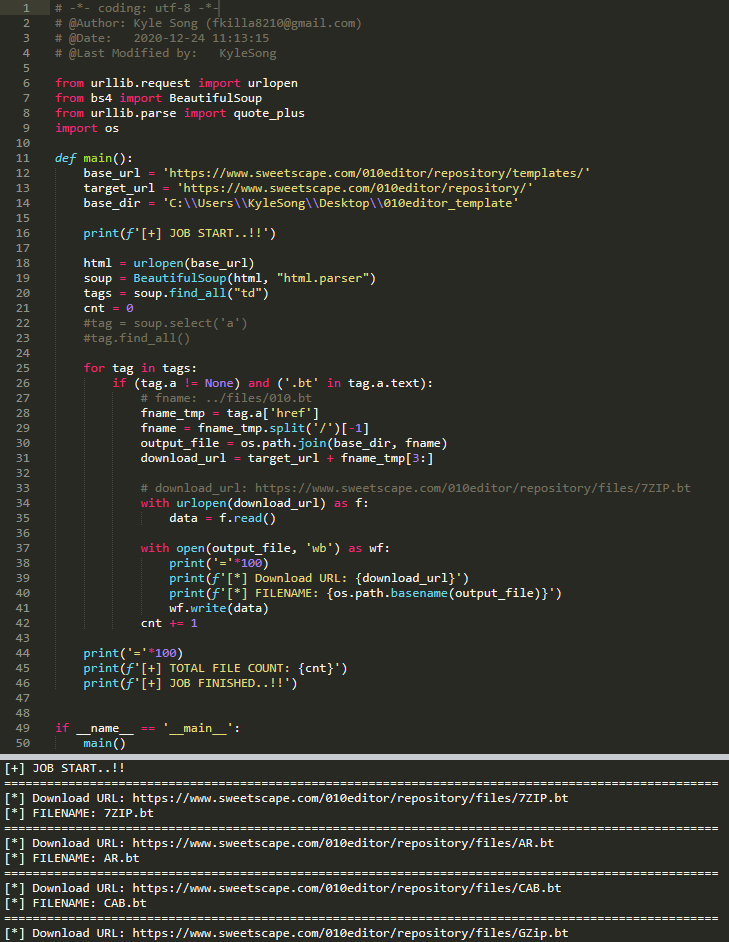 1 # -*- coding: utf-8 -*-
2 # @Author: Kyle Song (fkilla8210@gmail.com)
3 # @Date:   2020-12-24 11:13:15
4 # @Last Modified by:   KyleSong
5
6 from urllib.request import urlopen
7 from bs4 import BeautifulSoup
8 from urllib.parse import quote_plus
9 import os
10
11 def main():
12     base_url = 'https://www.sweetscape.com/010editor/repository/templates/'
13     target_url = 'https://www.sweetscape.com/010editor/repository/'
14     base_dir = 'C:\\Users\\KyleSong\\Desktop\\010editor_template'
15
16     print(f'[+] JOB START..!!')
17
18     html = urlopen(base_url)
19     soup = BeautifulSoup(html, "html.parser")
20     tags = soup.find_all("td")
21     cnt = 0
22     #tag = soup.select('a')
23     #tag.find_all()
24
25     for tag in tags:
26         if (tag.a != None) and ('.bt' in tag.a.text):
27             # fname: ../files/010.bt
28             fname_tmp = tag.a['href']
29             fname = fname_tmp.split('/')[-1]
30             output_file = os.path.join(base_dir, fname)
31             download_url = target_url + fname_tmp[3:]
32
33             # download_url: https://www.sweetscape.com/010editor/repository/files/7ZIP.bt
34             with urlopen(download_url) as f:
35                 data = f.read()
36
37             with open(output_file, 'wb') as wf:
38                 print('='*100)
39                 print(f'[*] Download URL: {download_url}')
40                 print(f'[*] FILENAME: {os.path.basename(output_file)}')
41                 wf.write(data)
42             cnt += 1
43
44     print('='*100)
45     print(f'[+] TOTAL FILE COUNT: {cnt}')
46     print(f'[+] JOB FINISHED..!!')
47
48
49 if __name__ == '__main__':
50     main()
[+] JOB START..!!
====================================================================================================
[*] Download URL: https://www.sweetscape.com/010editor/repository/files/7ZIP.bt
[*] FILENAME: 7ZIP.bt
====================================================================================================
[*] Download URL: https://www.sweetscape.com/010editor/repository/files/AR.bt
[*] FILENAME: AR.bt
====================================================================================================
[*] Download URL: https://www.sweetscape.com/010editor/repository/files/CAB.bt
[*] FILENAME: CAB.bt
====================================================================================================
[*] Download URL: https://www.sweetscape.com/010editor/repository/files/GZip.bt